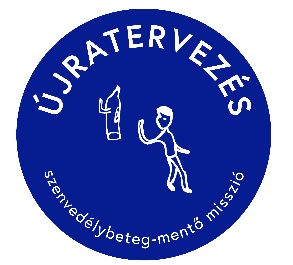 ÚJRATERVEZÉS
szenvedélybeteg-mentő misszió